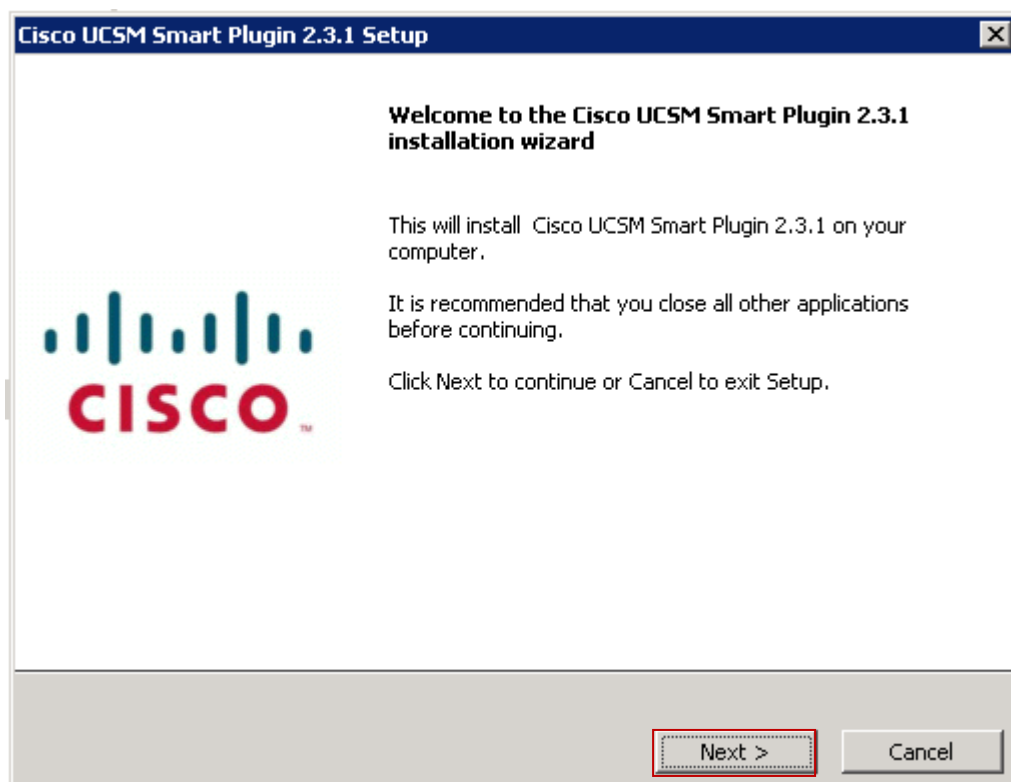 Cisco UCSM Smart Plugin 2.3.1 Setup
Welcome to the Cisco UCSM Smart Plugin 2.3.1
installation wizard
This will install Cisco UCSM Smart Plugin 2.3.1 on your
computer.
It is recommended that you close all other applications
before continuing.
Click Next to continue or Cancel to exit Setup.
CISCO™
Next >
Cancel